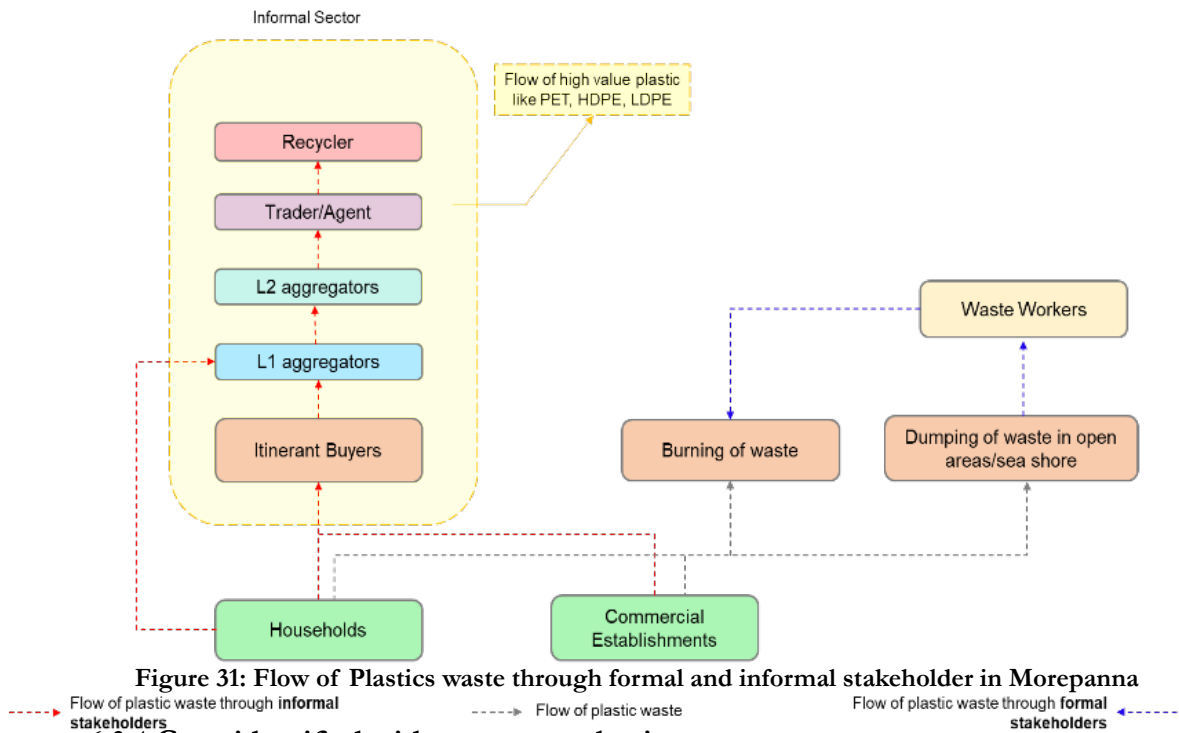 Informal Sector
Flow of high value plastic
like PET, HDPE, LDPE
Recycler
Trader/Agent
L2 aggregators
Waste Workers
L1 aggregators
Itinerant Buyers
Burning of waste
Dumping of waste in open
areas/sea shore
Households
Commercial
Establishments
Figure 31: Flow of Plastics waste through formal and informal stakeholder in Morepanna
Flow of plastic waste through informal
stakeholders
Flow of plastic waste
Flow of plastic waste through formal
stakeholders